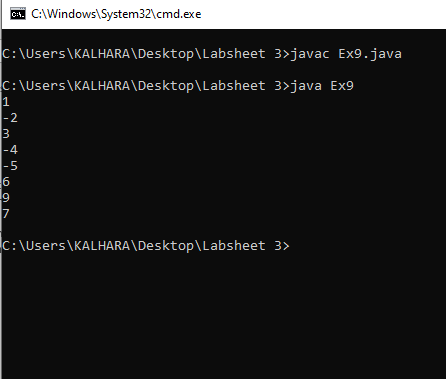 C:\Windows\System32\cmd.exe
C:\Users\KALHARA\Desktop\Labsheet 3>javac Ex9.java
C:\Users\KALHARA\Desktop\Labsheet 3>java Ex9
1
-2
3
-4
-5
6
9
7
C:\Users\KALHARA\Desktop\Labsheet 3>